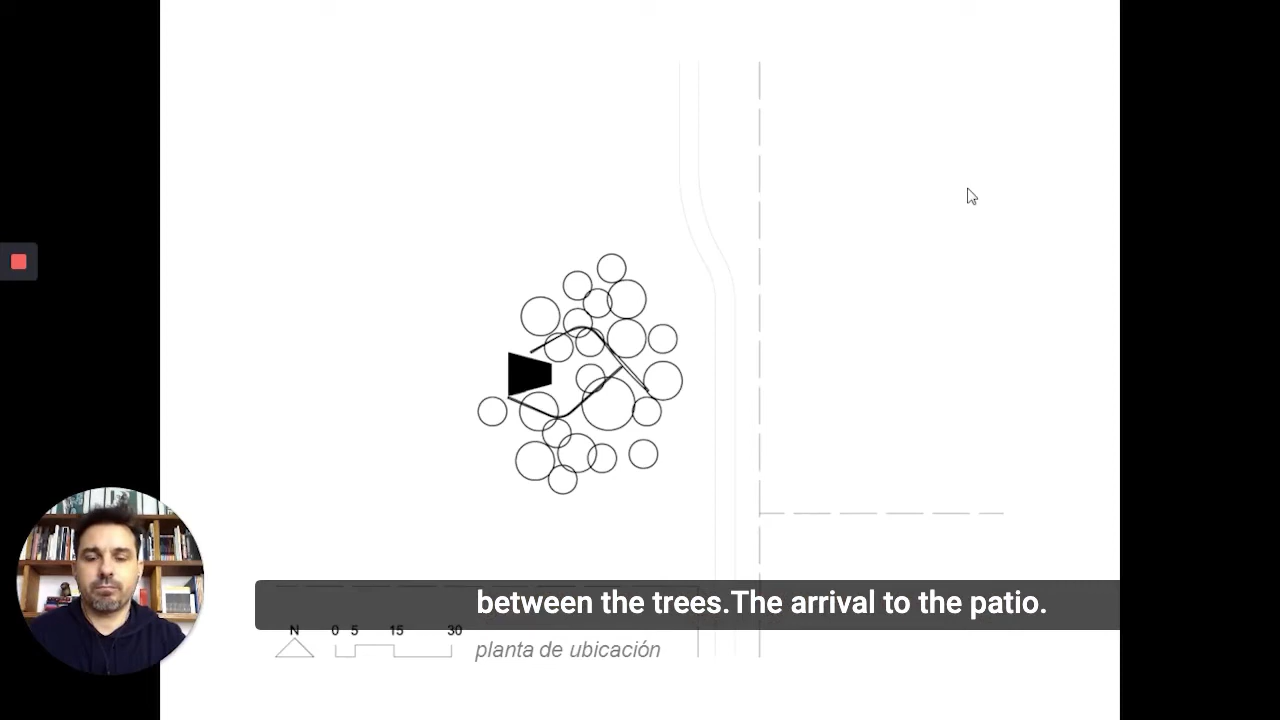 between the trees.The arrival to the patio.
N 0 5 15 30
planta de ubicación